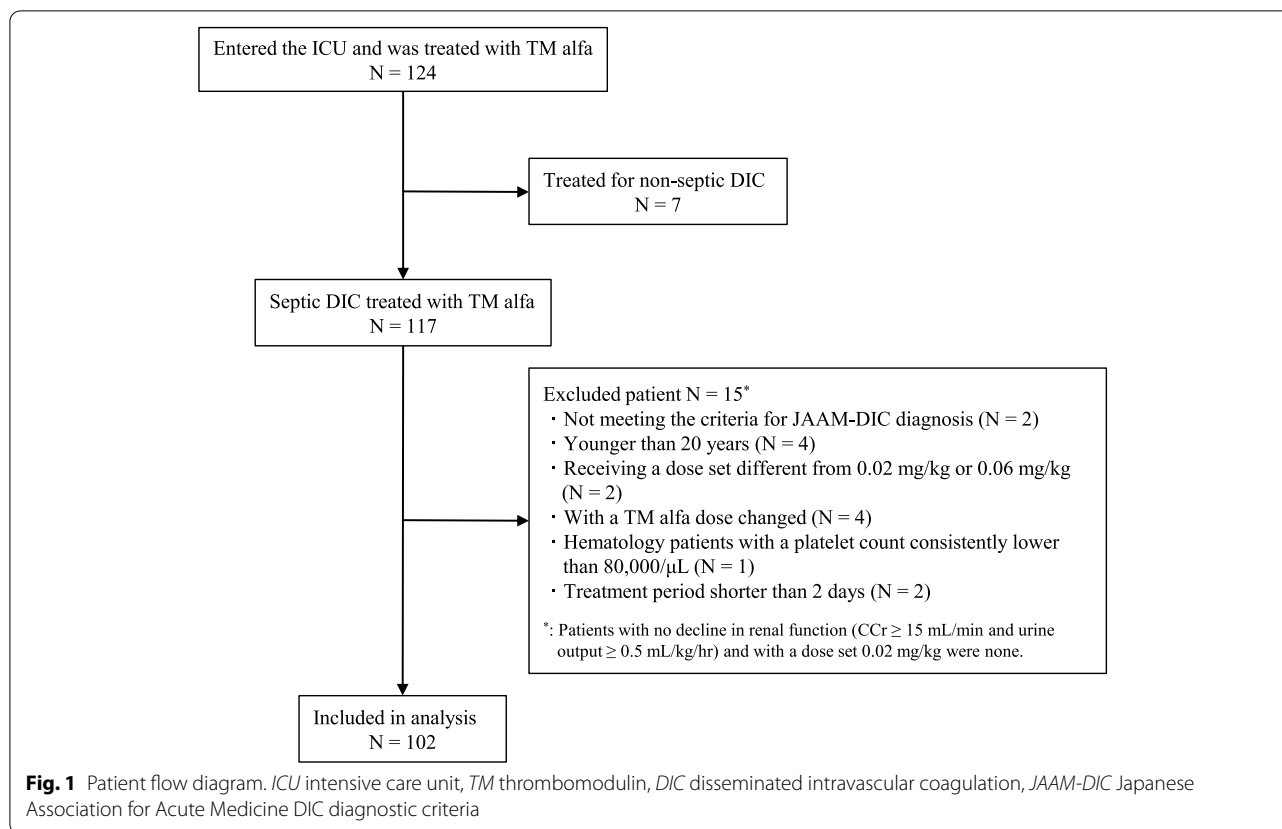 Entered the ICU and was treated with TM alfa
N = 124
Treated for non-septic DIC
N = 7
Septic DIC treated with TM alfa
N = 117
Excluded patient N = 15*
・Not meeting the criteria for JAAM-DIC diagnosis (N = 2)
・Younger than 20 years (N = 4)
・Receiving a dose set different from 0.02 mg/kg or 0.06 mg/kg
(N = 2)
・With a TM alfa dose changed (N = 4)
・Hematology patients with a platelet count consistently lower
than 80,000/μL (N = 1)
・Treatment period shorter than 2 days (N = 2)
*: Patients with no decline in renal function (CCr ≥ 15 mL/min and urine
output ≥ 0.5 mL/kg/hr) and with a dose set 0.02 mg/kg were none.
Included in analysis
N = 102
Fig. 1 Patient flow diagram. ICU intensive care unit, TM thrombomodulin, DIC disseminated intravascular coagulation, JAAM-DIC Japanese
Association for Acute Medicine DIC diagnostic criteria